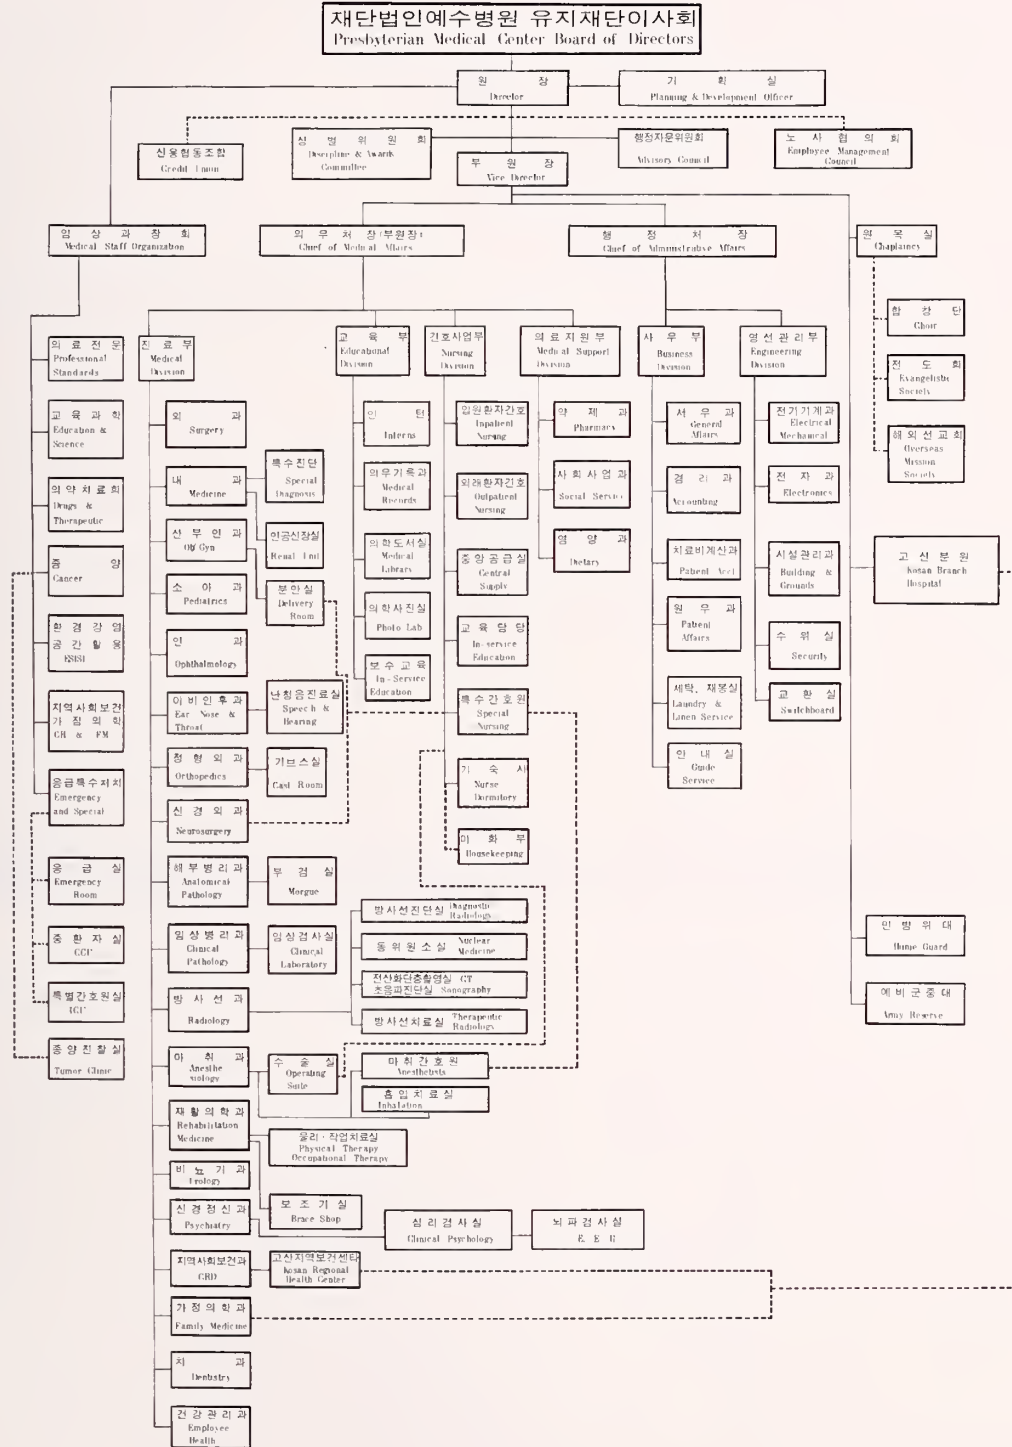 재단법인예수병원 유지재단이사회
Presbyterian Medical Center Board of Directors
원 장
Director
기 획 실
Planning & Development Officer
신용협동조합
Credit Union
상 벌 위 원 회
Discipline & Awards
Committee
행정자문위원회
Advisory Council
노 사 협 의 회
Employee Management
Council
부 원 장
Vice Director
임 상 과 장 회
Medical Staff Organization
의 무 처 장 (부원장)
Chief of Medical Affairs
행 정 처 장
Chief of Administrative Affairs
원 목 실
Chaplaincy
합 창 단
Choir
전 도 회
Evangelistic
Society
해 외 선 교 회
Overseas
Mission
Society
의 료 전 문
Professional
Standards
교 육 과 학
Education &
Science
의 약 치 료 회
Drugs &
Therapeutic
종 양
Cancer
환 경 강 염
공 간 활 용
지역사회보건
가 정 의 학
CH & FM
응급특수처치
Emergency
and Special
응 급 실
Emergency
Room
중 환 자 실
CCU
특별간호원실
ICU
종 양 진 찰 실
Tumor Clinic
진 료 부
Medical
Division
외 과
Surgery
내 과
Medicine
특수진단
Special
Diagnosis
산 부 인 과
Ob Gyn
인공신장실
Renal Unit
분만실
Delivery
Room
소 아 과
Pediatrics
안 과
Ophthalmology
이 비 인 후 과
Ear Nose &
Throat
난청음진료실
Speech &
Hearing
정 형 외 과
Orthopedics
기브스실
Cast Room
신 경 외 과
Neurosurgery
해 부 병 리 과
Anatomical
Pathology
부 검 실
Morgue
임 상 병 리 과
Clinical
Pathology
임상검사실
Clinical
Laboratory
방 사 선 과
Radiology
방사선진단실 Diagnostic
Radiology
동 위 원 소 실 Nuclear
Medicine
전산화단층촬영실 CT
초음파진단실 Sonography
방사선치료실 Therapeutic
Radiology
마 취 과
Anesthe
siology
수 술 실
Operating
Suite
마 취 간 호 원
Anesthetists
흡 입 치 료 실
Inhalation
재 활 의 학 과
Rehabilitation
Medicine
물리 · 작업치료실
Physical Therapy
Occupational Therapy
비 뇨 기 과
Urology
보 조 기 실
Brace Shop
신 경 정 신 과
Psychiatry
심 리 검 사 실
Clinical Psychology
뇌 파 검 사 실
E. E G
지역사회보건과
CRD
고산지역보건센타
Kosan Regional
Health Center
가 정 의 학 과
Family Medicine
치 과
Dentistry
건 강 관 리 과
Employee
Health
교 육 부
Educational
Division
인 턴
Interns
의무기록과
Medical
Records
의학도서실
Medical
Library
의학사진실
Photo Lab
보 수 교 육
In-Service
Education
간호사업부
Nursing
Division
입원환자간호
Inpatient
Nursing
외래환자간호
Outpatient
Nursing
중 앙 공 급 실
Central
Supply
교 육 담 당
In-service
Education
특 수 간 호 원
Special
Nursing
기 숙 사
Nurse
Dormitory
미 화 부
Housekeeping
의 료 지 원 부
Medical Support
Division
약 제 과
Pharmacy
사 회 사 업 과
Social Service
영 양 과
Dietary
사 무 부
Business
Division
서 무 과
General
Affairs
경 리 과
Accounting
치료비계산과
Patient Acct
원 무 과
Patient
Affairs
세탁, 재봉실
Laundry &
Linen Service
안 내 실
Guide
Service
영 선 관 리 부
Engineering
Division
전 기 기 계 과
Electrical
Mechanical
전 자 과
Electronics
시 설 관 리 과
Building &
Grounds
수 위 실
Security
교 환 실
Switchboard
고 산 분 원
Kosan Branch
Hospital
민 방 위 대
Home Guard
예 비 군 중 대
Army Reserve